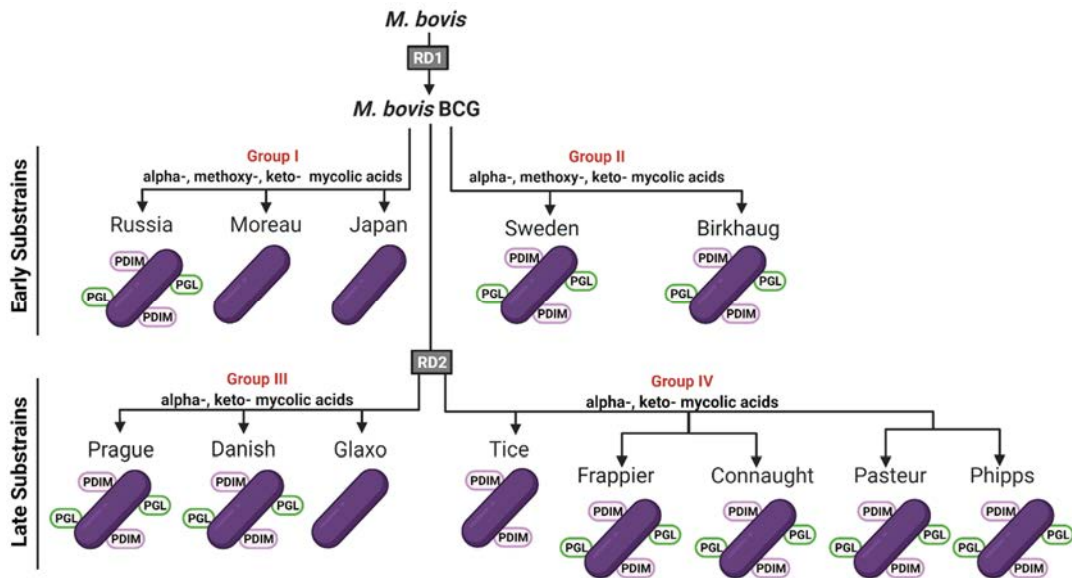 M. bovis
RD1
M. bovis BCG
Early Substrains
Group I
alpha-, methoxy-, keto- mycolic acids
Group II
alpha-, methoxy-, keto- mycolic acids
Russia
Moreau
Japan
Sweden
Birkhaug
PDIM
PGL
PGL
PDIM
PDIM
PGL
PGL
PDIM
PDIM
PGL
PGL
PDIM
RD2
Late Substrains
Group III
alpha-, keto- mycolic acids
Group IV
alpha-, keto- mycolic acids
Prague
Danish
Glaxo
Tice
Frappier
Connaught
Pasteur
Phipps
PDIM
PGL
PGL
PDIM
PDIM
PGL
PGL
PDIM
PDIM
PDIM
PDIM
PGL
PGL
PDIM
PDIM
PGL
PGL
PDIM
PDIM
PGL
PGL
PDIM
PDIM
PGL
PGL
PDIM